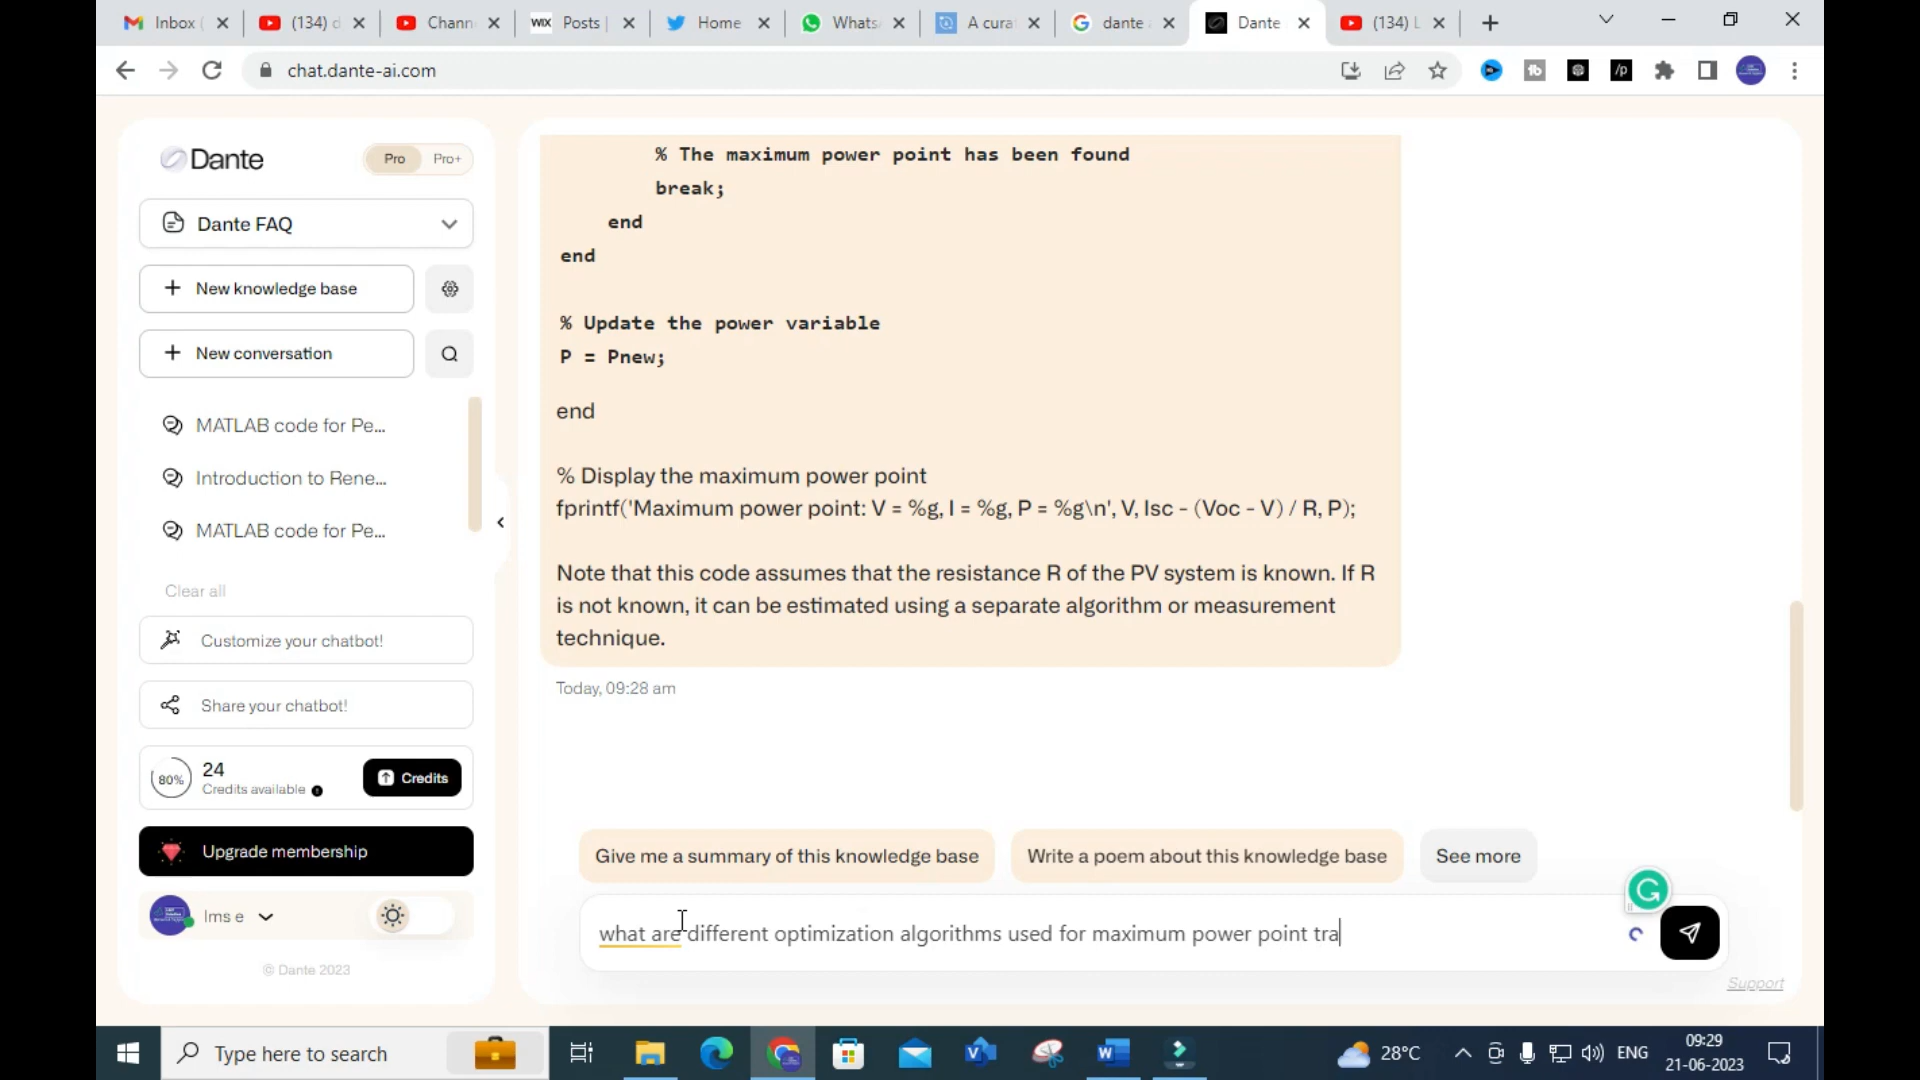 Inbox (
(134) d
Chann
WIX Posts |
Home
Whats
A cura
dante
Dante
(134) L
chat.dante-ai.com
Dante
Pro Pro+
Dante FAQ
New knowledge base
New conversation
MATLAB code for Pe...
Introduction to Rene...
MATLAB code for Pe...
Clear all
Customize your chatbot!
Share your chatbot!
80% 24
Credits available
Credits
Upgrade membership
lms e
© Dante 2023
% The maximum power point has been found
break;
end
end
% Update the power variable
P = Pnew;
end
% Display the maximum power point
fprintf('Maximum power point: V = %g, I = %g, P = %g\n', V, Isc - (Voc - V) / R, P);
Note that this code assumes that the resistance R of the PV system is known. If R
is not known, it can be estimated using a separate algorithm or measurement
technique.
Today, 09:28 am
Give me a summary of this knowledge base
Write a poem about this knowledge base
See more
what are different optimization algorithms used for maximum power point tra
Support
Type here to search
28°C
ENG
09:29
21-06-2023